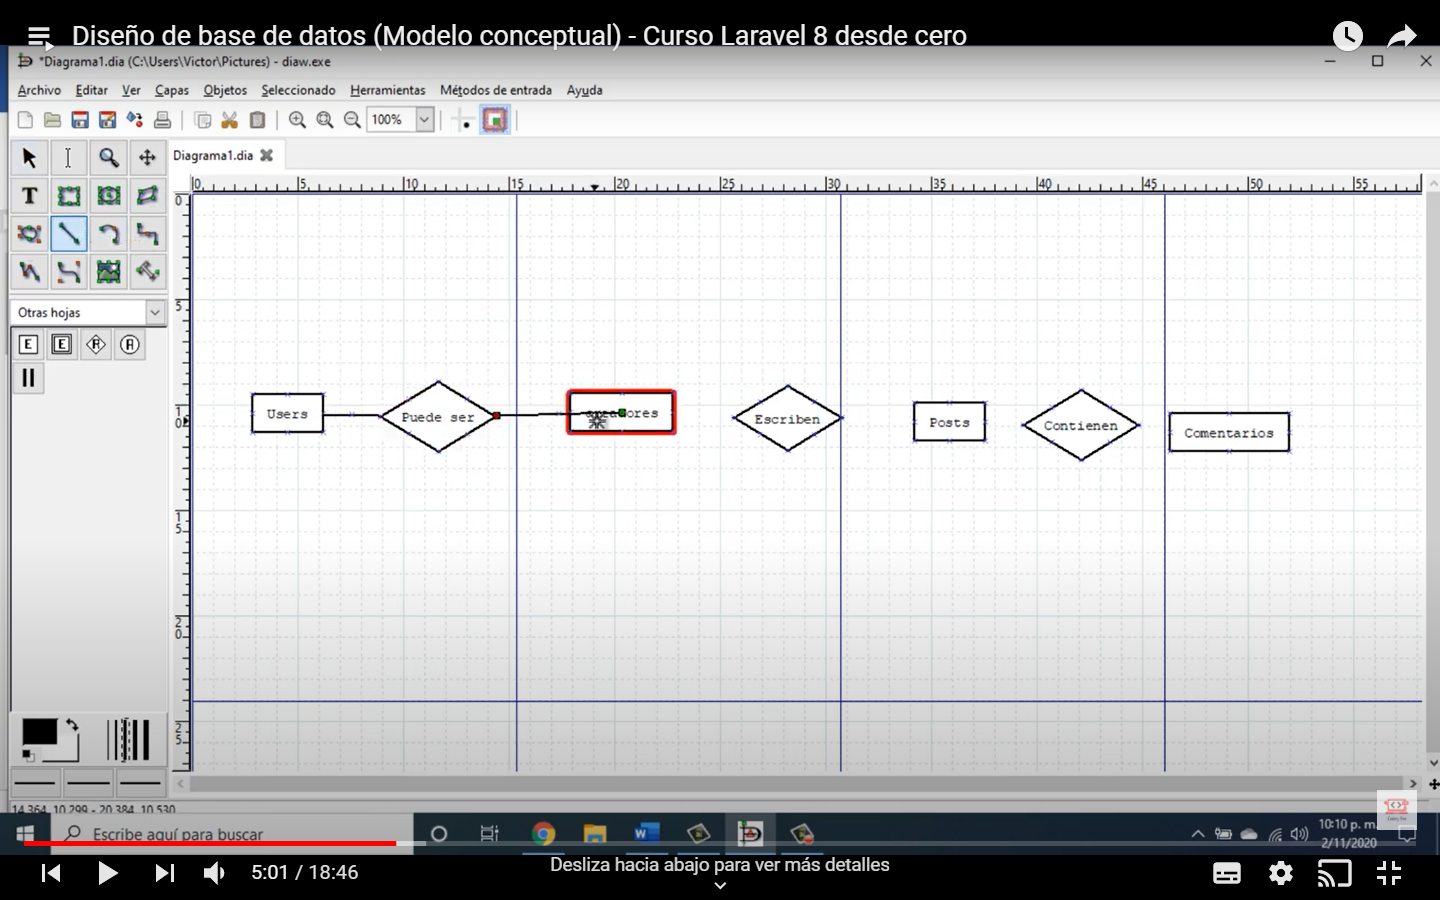 Diseño de base de datos (Modelo conceptual) - Curso Laravel 8 desde cero
*Diagrama1.dia (C:\Users\Victor\Pictures) - diaw.exe
Archivo Editar Ver Capas Objetos Seleccionado Herramientas Métodos de entrada Ayuda
100%
Diagrama1.dia
0 5 10 15 20 25 30 35 40 45 50 55
T
Otras hojas
E E R A
0
5
10
15
20
25
Users
Puede ser
Escriben
Posts
Contienen
Comentarios
14.364, 10.299 - 20.384, 10.530
Escribe aquí para buscar
10:10 p. m.
2/11/2020
5:01 / 18:46
Desliza hacia abajo para ver más detalles